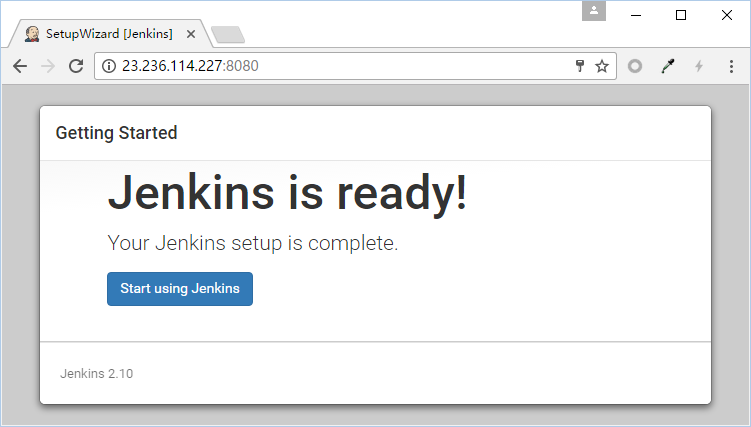 SetupWizard [Jenkins]
23.236.114.227:8080
Getting Started
Jenkins is ready!
Your Jenkins setup is complete.
Start using Jenkins
Jenkins 2.10